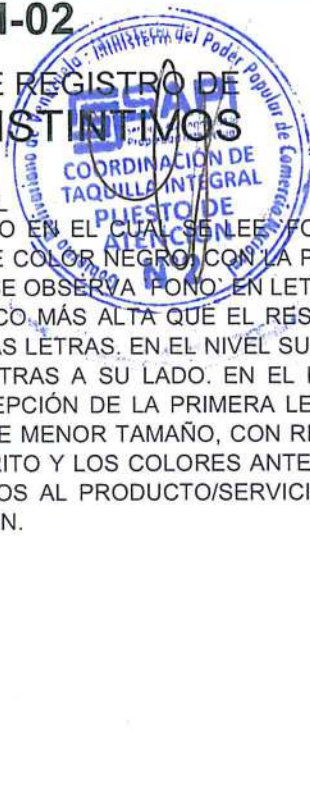 I-02
E REGISTRO DE
STINTIVOS
O EN EL CUAL SE LEE FO
E COLOR NEGRO, CON LA P
SE OBSERVA FONO EN LET
CO MÁS ALTA QUE EL RES
AS LETRAS. EN EL NIVEL SU
TRAS A SU LADO. EN EL
EPCIÓN DE LA PRIMERA LE
E MENOR TAMAÑO, CON RE
RITO Y LOS COLORES ANTE
OS AL PRODUCTO/SERVICI
N.
Ministerio del Poder Popular de Comercio Nacional
SAPI
COORDINACIÓN DE
TAQUILLA INTEGRAL
PUESTO DE
ATENCIÓN